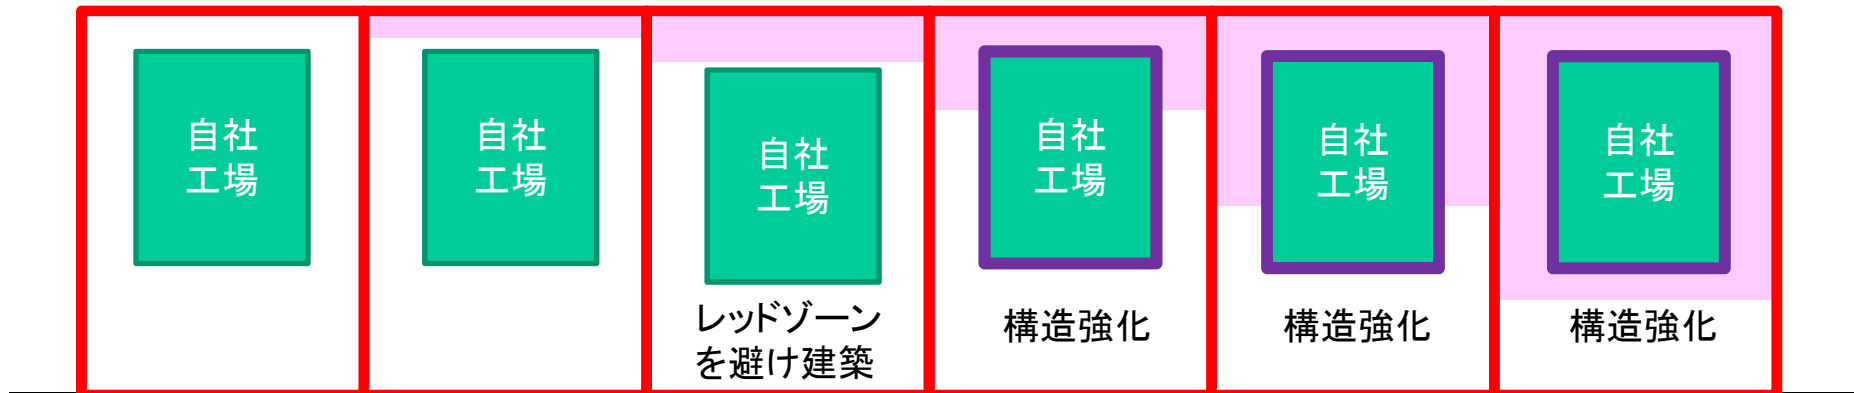 自社
工場
自社
工場
自社
工場
レッドゾーン
を避け建築
自社
工場
構造強化
自社
工場
構造強化
自社
工場
構造強化